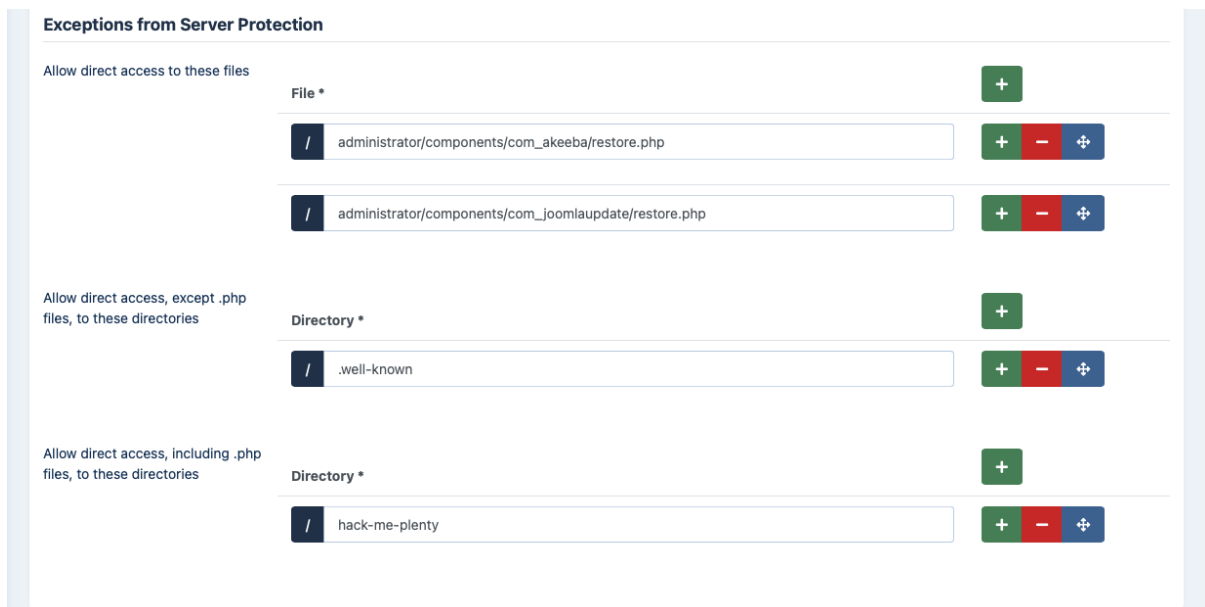 Exceptions from Server Protection
Allow direct access to these files
File *
/ administrator/components/com_akeeba/restore.php
/ administrator/components/com_joomlaupdate/restore.php
Allow direct access, except .php
files, to these directories
Directory *
/ .well-known
Allow direct access, including .php
files, to these directories
Directory *
/ hack-me-plenty